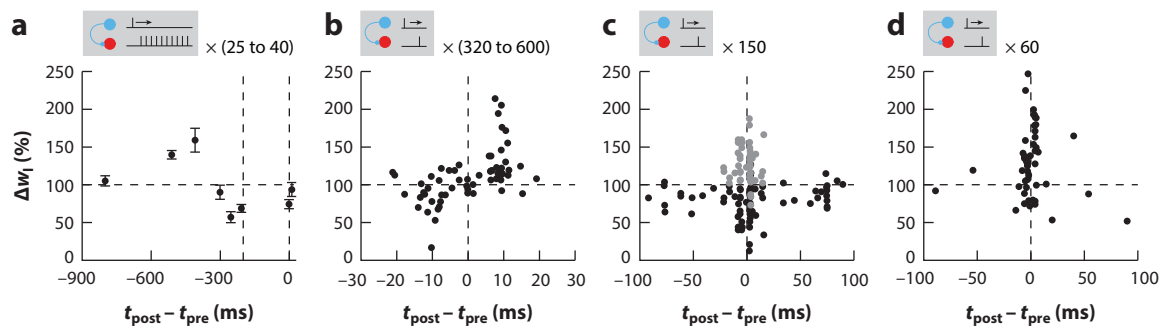 a × (25 to 40)
b × (320 to 600)
c × 150
d × 60
Δw_I (%)
250 250 250 250
200 200 200 200
150 150 150 150
100 100 100 100
50 50 50 50
0 0 0 0
−900 −600 −300 0
−30 −20 −10 0 10 20 30
−100 −50 0 50 100
−100 −50 0 50 100
t_post – t_pre (ms)
t_post – t_pre (ms)
t_post – t_pre (ms)
t_post – t_pre (ms)